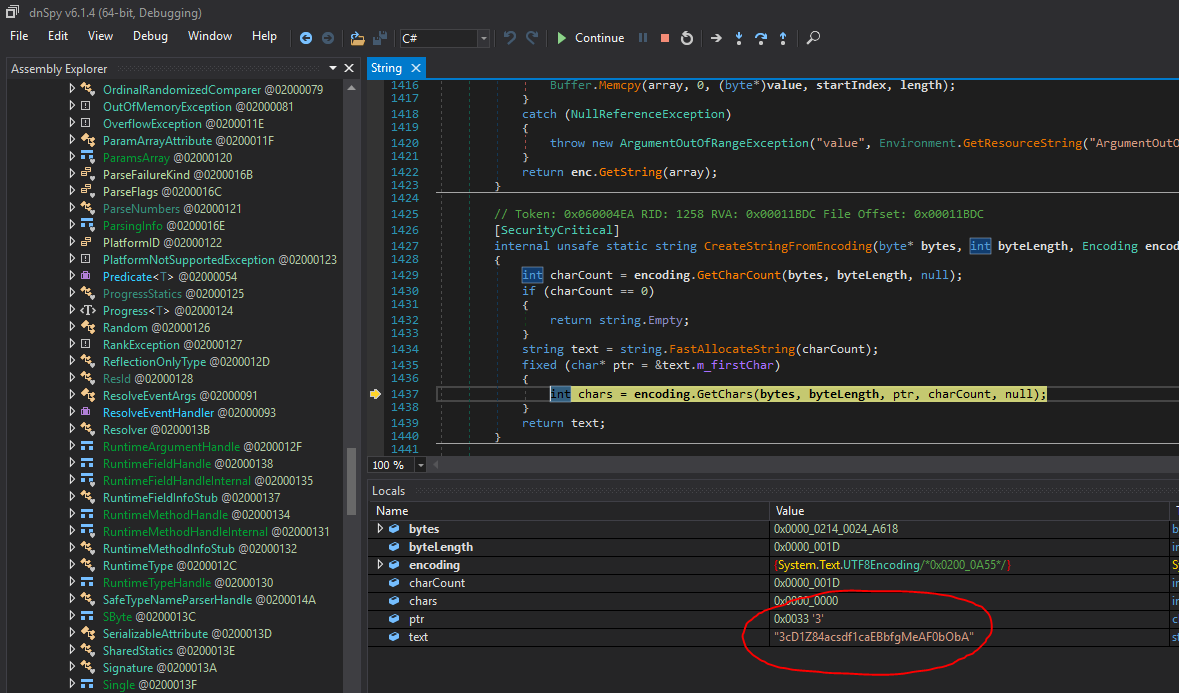 dnSpy v6.1.4 (64-bit, Debugging)
File Edit View Debug Window Help C# Continue
Assembly Explorer
OrdinalRandomizedComparer @02000079
OutOfMemoryException @02000081
OverflowException @0200011E
ParamArrayAttribute @0200011F
ParamsArray @02000120
ParseFailureKind @0200016B
ParseFlags @0200016C
ParseNumbers @02000121
ParsingInfo @0200016E
PlatformID @02000122
PlatformNotSupportedException @02000123
Predicate<T> @02000054
ProgressStatics @02000125
Progress<T> @02000124
Random @02000126
RankException @02000127
ReflectionOnlyType @0200012D
ResId @02000128
ResolveEventArgs @02000091
ResolveEventHandler @02000093
Resolver @0200013B
RuntimeArgumentHandle @0200012F
RuntimeFieldHandle @02000138
RuntimeFieldHandleInternal @02000135
RuntimeFieldInfoStub @02000137
RuntimeMethodHandle @02000134
RuntimeMethodHandleInternal @02000131
RuntimeMethodInfoStub @02000132
RuntimeType @0200012C
RuntimeTypeHandle @02000130
SafeTypeNameParserHandle @0200014A
SByte @0200013C
SerializableAttribute @0200013D
SharedStatics @0200013E
Signature @0200013A
Single @0200013F
String
1416 Buffer.Memcpy(array, 0, (byte*)value, startIndex, length);
1417 }
1418 catch (NullReferenceException)
1419 {
1420 throw new ArgumentOutOfRangeException("value", Environment.GetResourceString("ArgumentOutO
1421 }
1422 return enc.GetString(array);
1423 }
1424
1425 // Token: 0x060004EA RID: 1258 RVA: 0x00011BDC File Offset: 0x00011BDC
1426 [SecurityCritical]
1427 internal unsafe static string CreateStringFromEncoding(byte* bytes, int byteLength, Encoding encod
1428 {
1429 int charCount = encoding.GetCharCount(bytes, byteLength, null);
1430 if (charCount == 0)
1431 {
1432 return string.Empty;
1433 }
1434 string text = string.FastAllocateString(charCount);
1435 fixed (char* ptr = &text.m_firstChar)
1436 {
1437 int chars = encoding.GetChars(bytes, byteLength, ptr, charCount, null);
1438 }
1439 return text;
1440 }
1441
100 %
Locals
Name Value
bytes 0x0000_0214_0024_A618
byteLength 0x0000_001D
encoding {System.Text.UTF8Encoding/*0x0200_0A55*/}
charCount 0x0000_001D
chars 0x0000_0000
ptr 0x0033 '3'
text "3cD1Z84acsdf1caEBbfgMeAF0bObA"